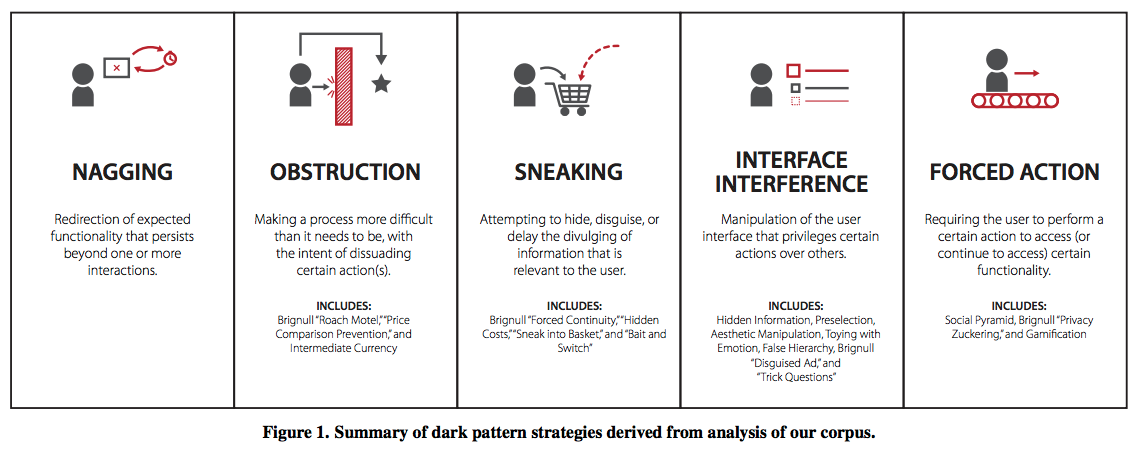 NAGGING
Redirection of expected
functionality that persists
beyond one or more
interactions.
OBSTRUCTION
Making a process more difficult
than it needs to be, with
the intent of dissuading
certain action(s).
INCLUDES:
Brignull “Roach Motel,” “Price
Comparison Prevention,” and
Intermediate Currency
SNEAKING
Attempting to hide, disguise, or
delay the divulging of
information that is
relevant to the user.
INCLUDES:
Brignull “Forced Continuity,” “Hidden
Costs,” “Sneak into Basket,” and “Bait and
Switch”
INTERFACE
INTERFERENCE
Manipulation of the user
interface that privileges certain
actions over others.
INCLUDES:
Hidden Information, Preselection,
Aesthetic Manipulation, Toying with
Emotion, False Hierarchy, Brignull
“Disguised Ad,” and
“Trick Questions”
FORCED ACTION
Requiring the user to perform a
certain action to access (or
continue to access) certain
functionality.
INCLUDES:
Social Pyramid, Brignull “Privacy
Zuckering,” and Gamification
Figure 1. Summary of dark pattern strategies derived from analysis of our corpus.